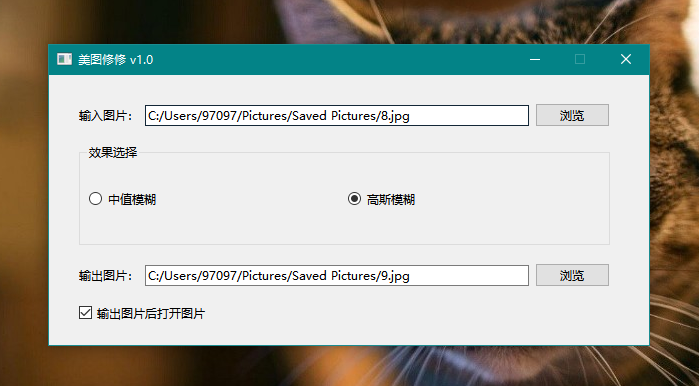 美图修修 v1.0
输入图片： C:/Users/97097/Pictures/Saved Pictures/8.jpg 浏览
效果选择
中值模糊 高斯模糊
输出图片： C:/Users/97097/Pictures/Saved Pictures/9.jpg 浏览
输出图片后打开图片